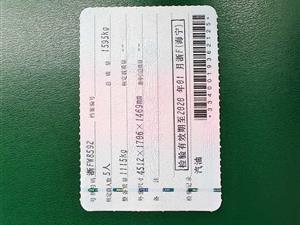 号牌号码 浙FW8592 档案编号
核定载人数 5人 总质量 1595kg
整备质量 1115kg 核定载质量
外廓尺寸 4512×1706×1469mm 准牵引总质量
备注
检验有效期至2020年01月浙F(海宁)
检验记录 汽油